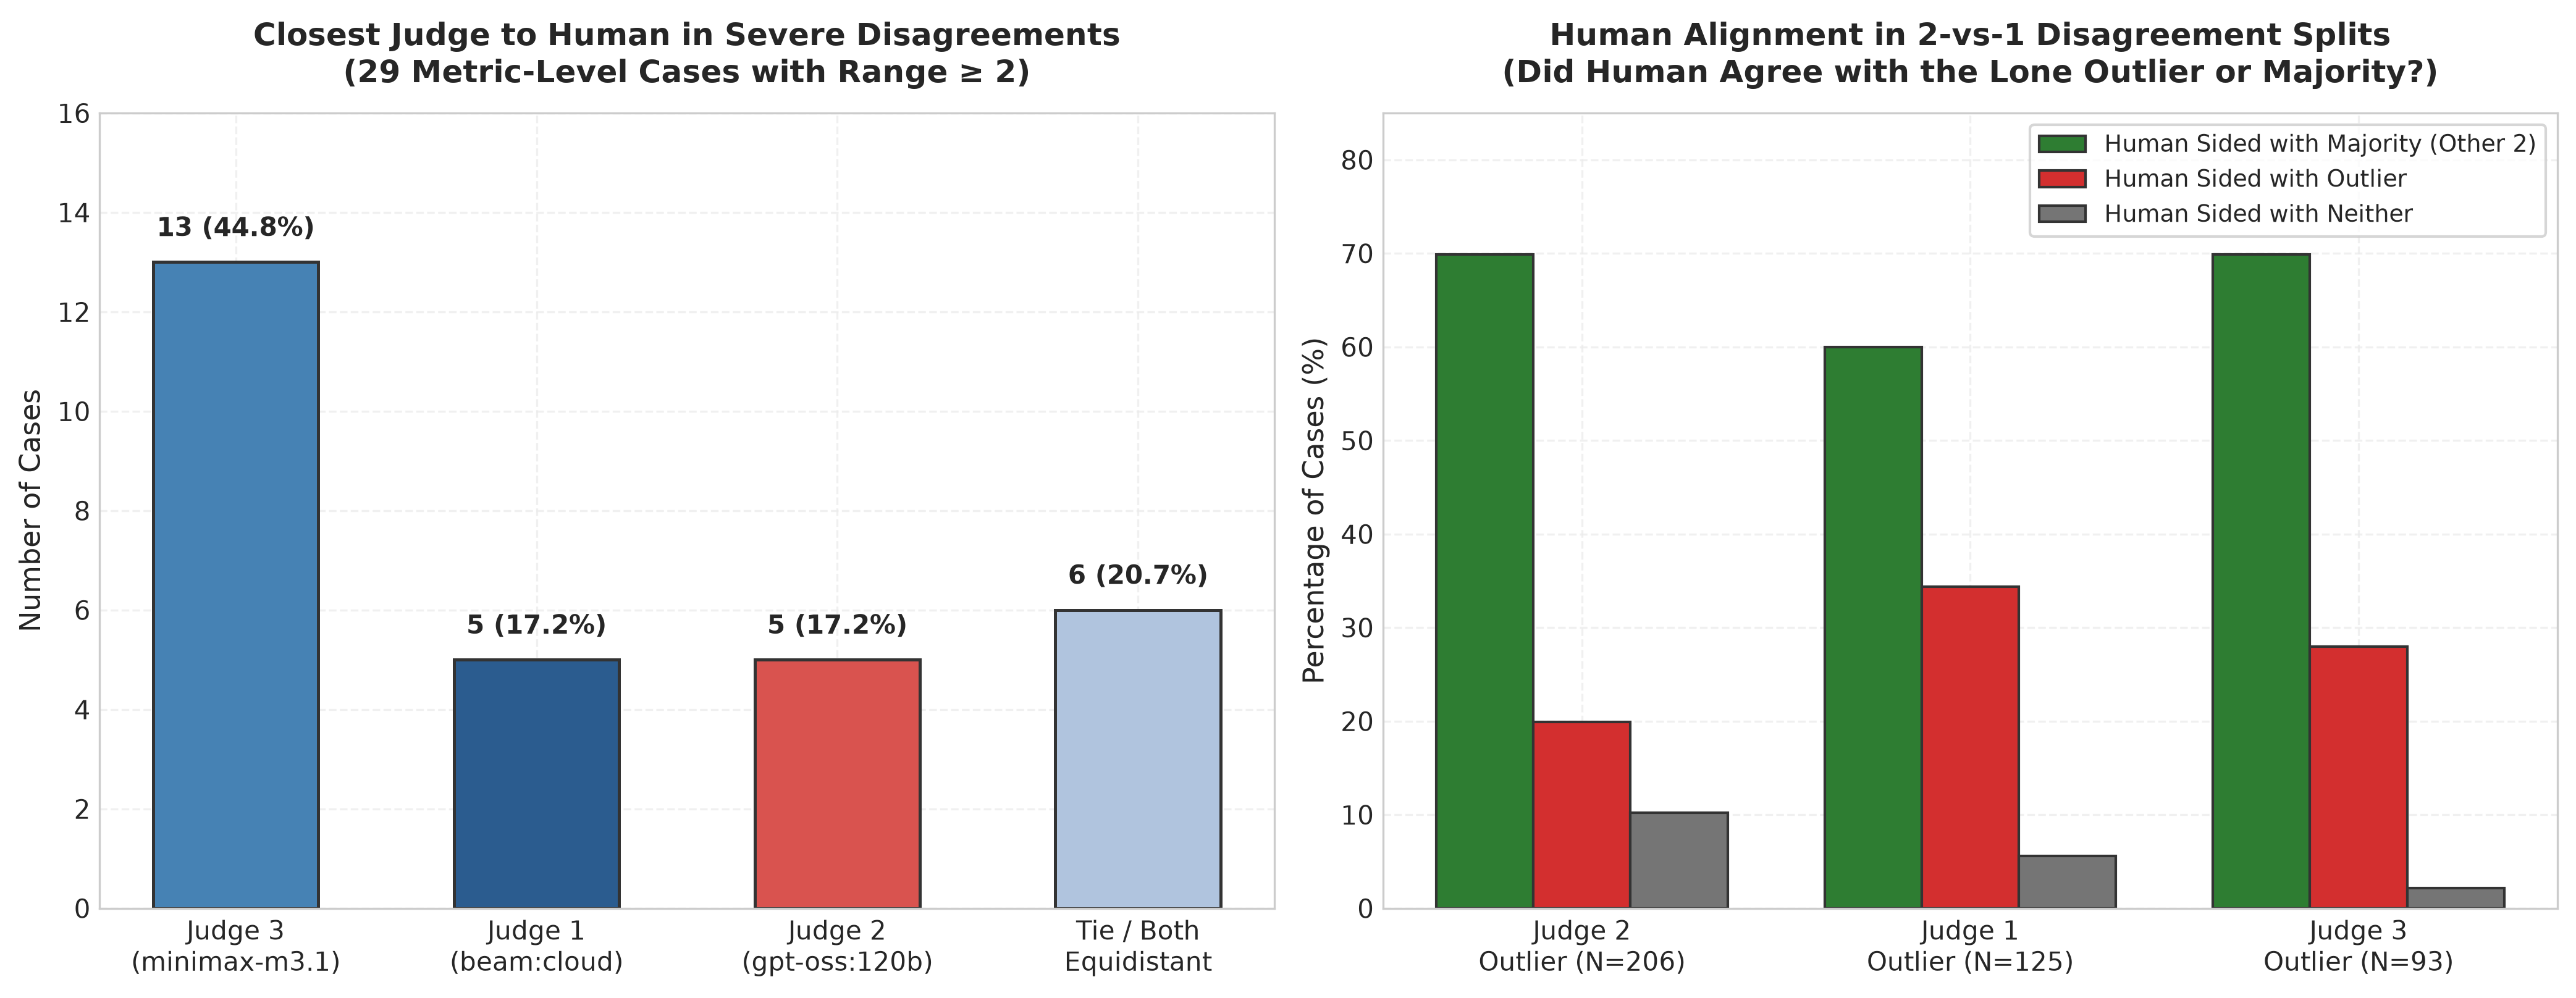 Closest Judge to Human in Severe Disagreements
(29 Metric-Level Cases with Range ≥ 2)
Number of Cases
16
14
12
10
8
6
4
2
0
13 (44.8%)
5 (17.2%)
5 (17.2%)
6 (20.7%)
Judge 3
(minimax-m3.1)
Judge 1
(beam:cloud)
Judge 2
(gpt-oss:120b)
Tie / Both
Equidistant
Human Alignment in 2-vs-1 Disagreement Splits
(Did Human Agree with the Lone Outlier or Majority?)
Percentage of Cases (%)
80
70
60
50
40
30
20
10
0
Human Sided with Majority (Other 2)
Human Sided with Outlier
Human Sided with Neither
Judge 2
Outlier (N=206)
Judge 1
Outlier (N=125)
Judge 3
Outlier (N=93)